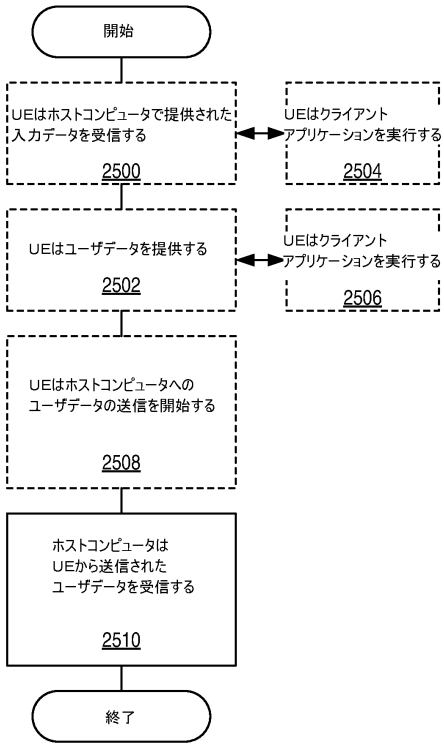 開始
UEはホストコンピュータで提供された
入力データを受信する
2500
UEはクライアント
アプリケーションを実行する
2504
UEはユーザデータを提供する
2502
UEはクライアント
アプリケーションを実行する
2506
UEはホストコンピュータへの
ユーザデータの送信を開始する
2508
ホストコンピュータは
UEから送信された
ユーザデータを受信する
2510
終了